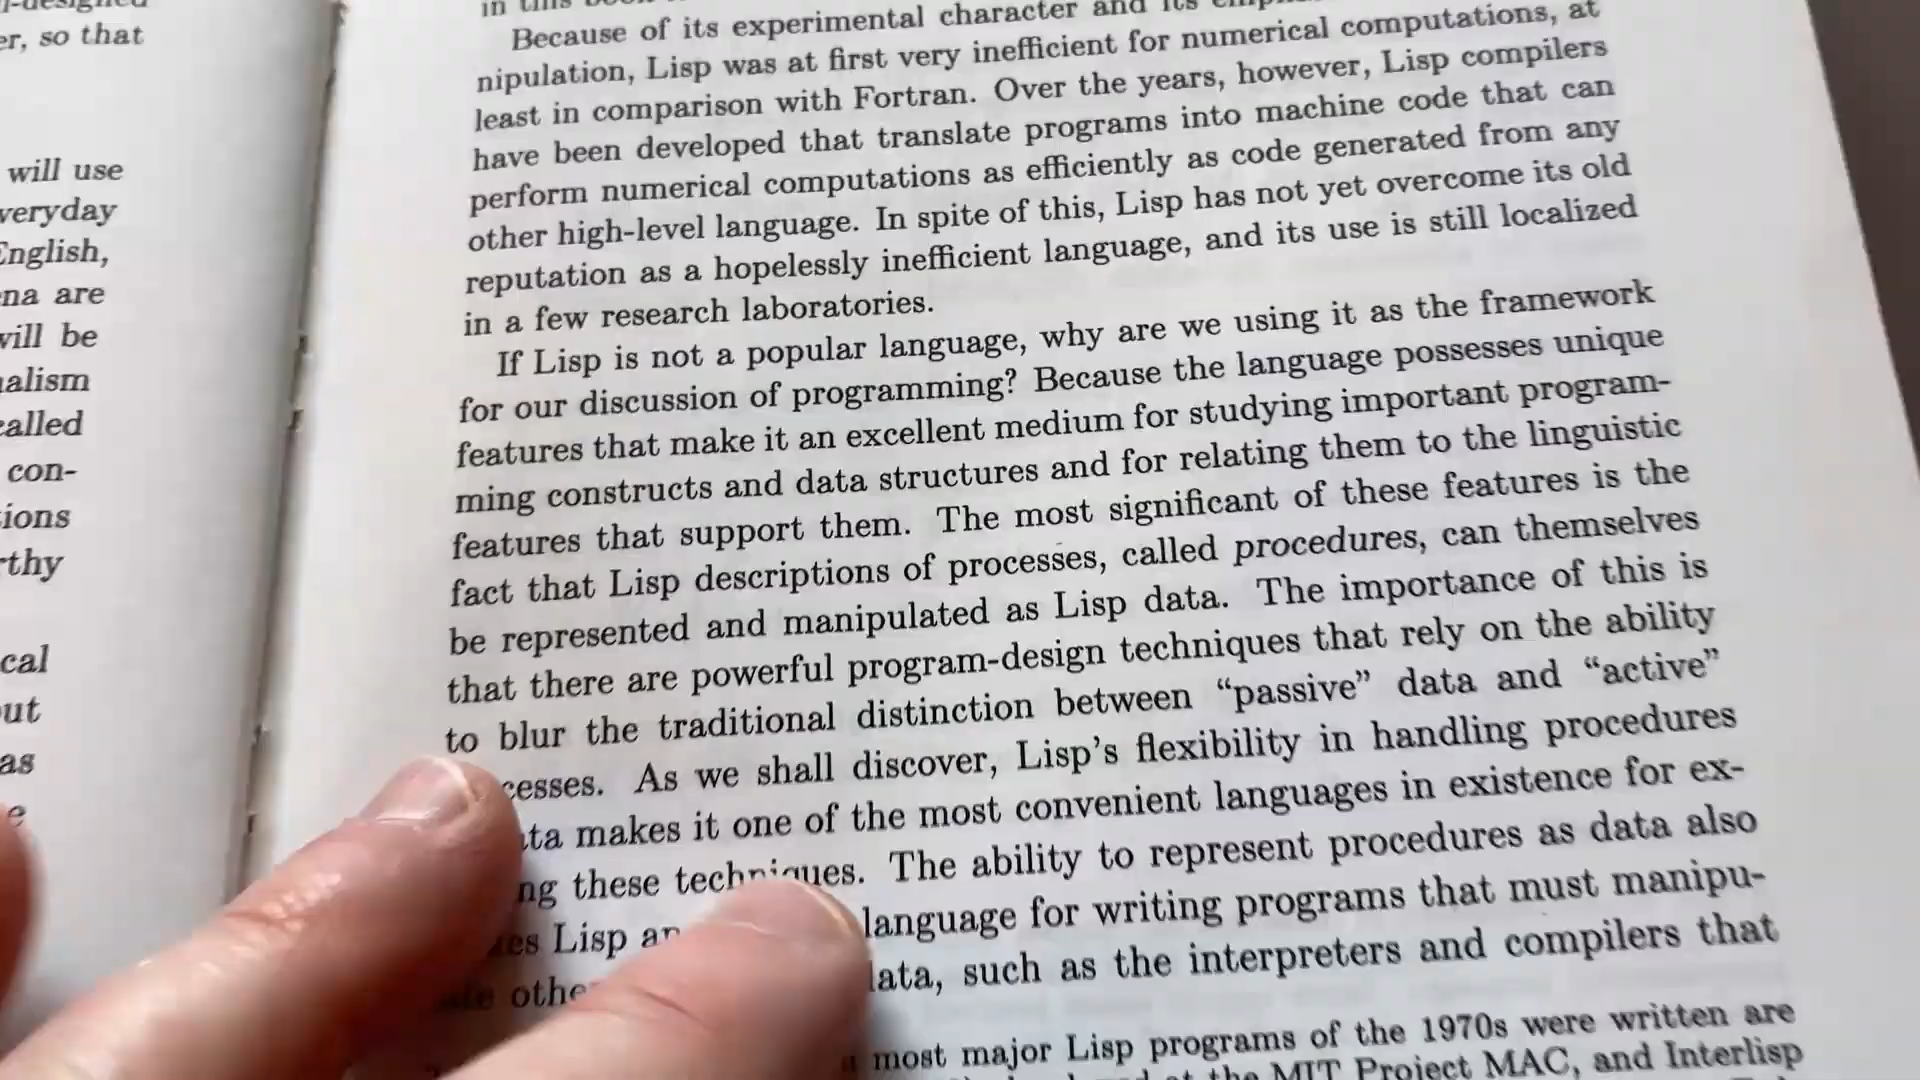 er, so that
will use
everyday
English,
na are
will be
alism
called
con-
ions
rthy
cal
out
as
e
in this
Because of its experimental character and its
nipulation, Lisp was at first very inefficient for numerical computations, at
least in comparison with Fortran. Over the years, however, Lisp compilers
have been developed that translate programs into machine code that can
perform numerical computations as efficiently as code generated from any
other high-level language. In spite of this, Lisp has not yet overcome its old
reputation as a hopelessly inefficient language, and its use is still localized
in a few research laboratories.
If Lisp is not a popular language, why are we using it as the framework
for our discussion of programming? Because the language possesses unique
features that make it an excellent medium for studying important program-
ming constructs and data structures and for relating them to the linguistic
features that support them. The most significant of these features is the
fact that Lisp descriptions of processes, called procedures, can themselves
be represented and manipulated as Lisp data. The importance of this is
that there are powerful program-design techniques that rely on the ability
to blur the traditional distinction between “passive” data and “active”
cesses. As we shall discover, Lisp’s flexibility in handling procedures
ata makes it one of the most convenient languages in existence for ex-
ng these techniques. The ability to represent procedures as data also
es Lisp an language for writing programs that must manipu-
othe data, such as the interpreters and compilers that
most major Lisp programs of the 1970s were written are
at the MIT Project MAC, and Interlisp